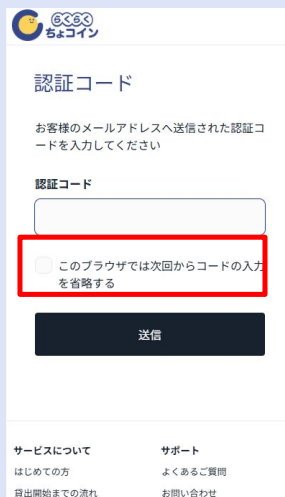 らくらく
ちょコイン
認証コード
お客様のメールアドレスへ送信された認証コ
ードを入力してください
認証コード
このブラウザでは次回からコードの入力
を省略する
送信
サービスについて
サポート
はじめての方
よくあるご質問
貸出開始までの流れ
お問い合わせ